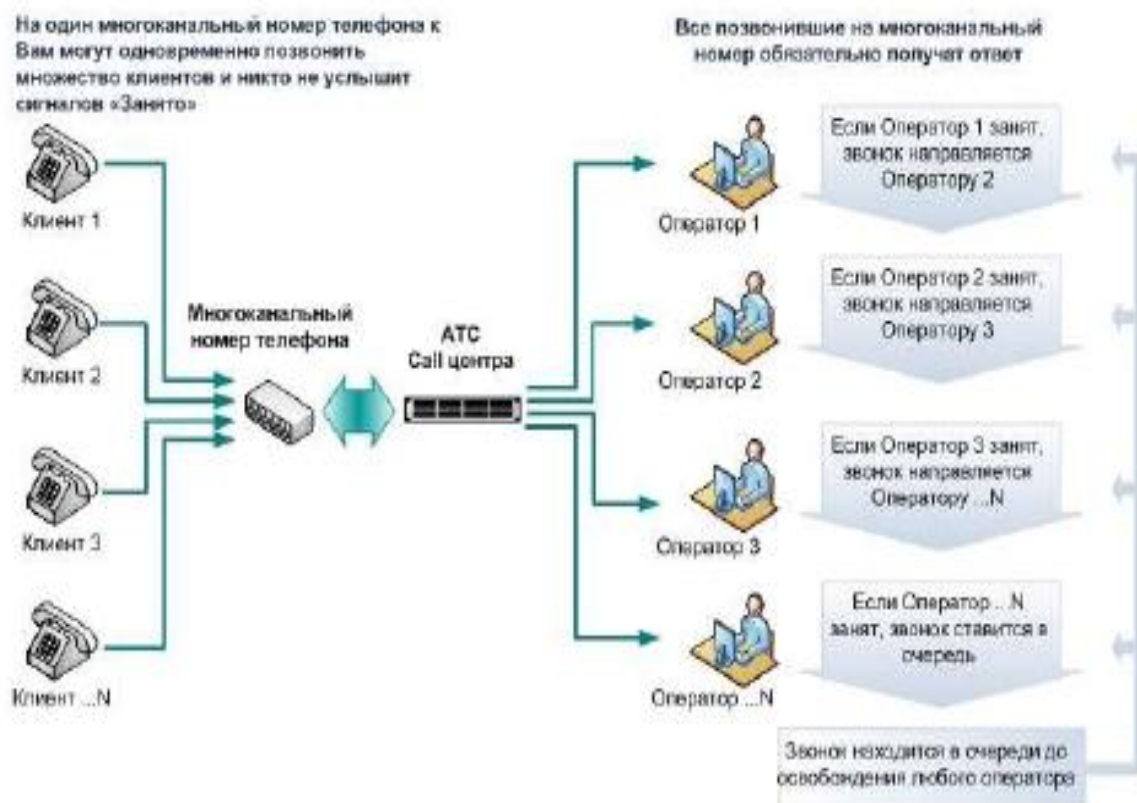 На один многоканальный номер телефона к
Вам могут одновременно позвонить
множество клиентов и никто не услышит
сигналов «Занято»
Все позвонившие на многоканальный
номер обязательно получат ответ
Клиент 1
Клиент 2
Клиент 3
Клиент ...N
Многоканальный
номер телефона
АТС
Call центра
Оператор 1
Оператор 2
Оператор 3
Оператор ...N
Если Оператор 1 занят,
звонок направляется
Оператору 2
Если Оператор 2 занят,
звонок направляется
Оператору 3
Если Оператор 3 занят,
звонок направляется
Оператору ...N
Если Оператор ...N
занят, звонок ставится в
очередь
Звонок находится в очереди до
освобождения любого оператора